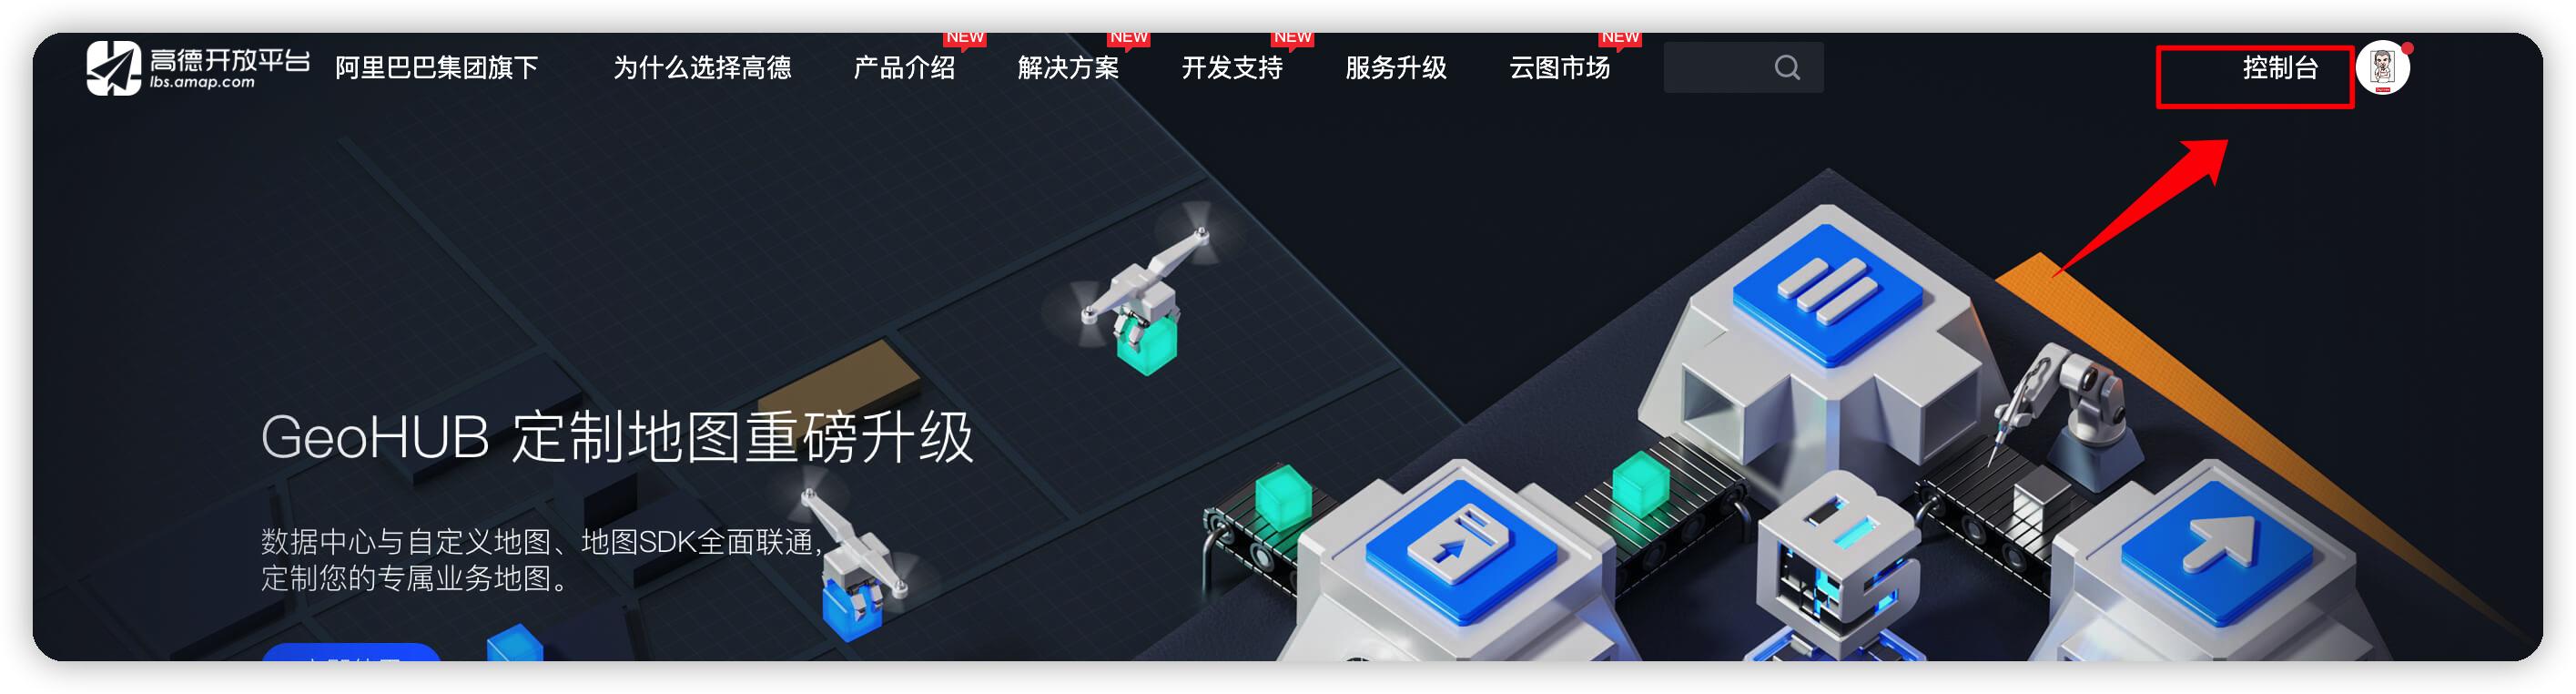 高德开放平台
lbs.amap.com
阿里巴巴集团旗下
为什么选择高德
产品介绍
NEW
解决方案
NEW
开发支持
NEW
服务升级
云图市场
NEW
控制台
GeoHUB 定制地图重磅升级
数据中心与自定义地图、地图SDK全面联通，
定制您的专属业务地图。